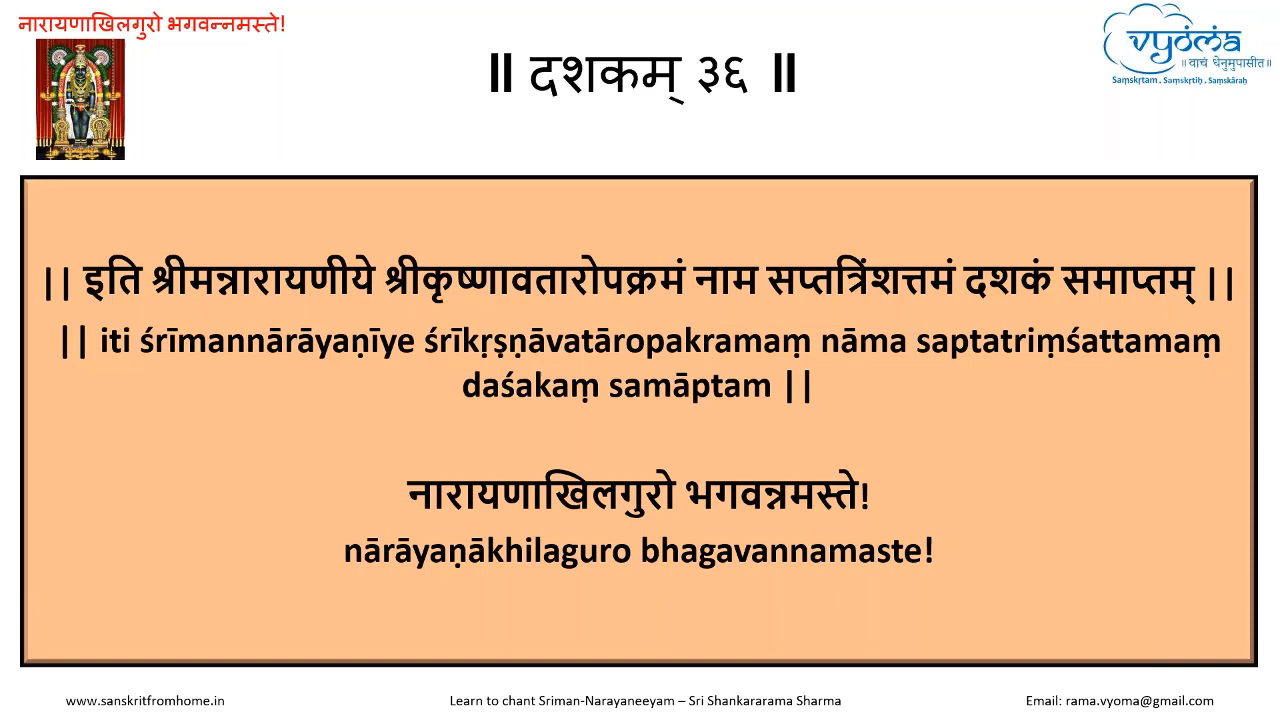 नारायणाखिलगुरो भगवन्नमस्ते!
vyoma
॥ वाचं धेनुमुपासीत॥
Saṃskṛtam . Saṃskṛtiḥ . Saṃskāraḥ
॥ दशकम् ३६ ॥
|| इति श्रीमन्नारायणीये श्रीकृष्णावतारोपक्रमं नाम सप्तत्रिंशत्तमं दशकं समाप्तम् ||
|| iti śrīmannārāyaṇīye śrīkṛṣṇāvatāropakramaṃ nāma saptatriṃśattamaṃ
daśakaṃ samāptam ||
नारायणाखिलगुरो भगवन्नमस्ते!
nārāyaṇākhilaguro bhagavannamaste!
www.sanskritfromhome.in
Learn to chant Sriman-Narayaneeyam – Sri Shankararama Sharma
Email: rama.vyoma@gmail.com